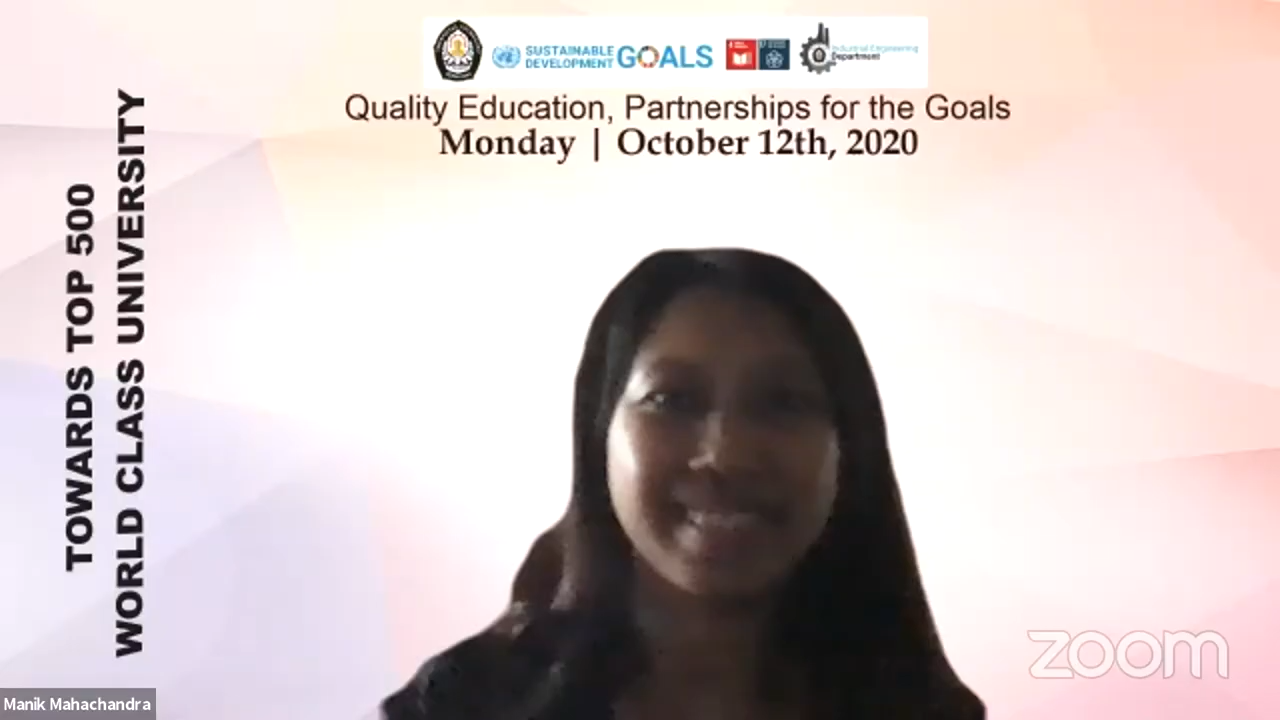 SUSTAINABLE
DEVELOPMENT GOALS
Industrial Engineering
Department
Quality Education, Partnerships for the Goals
Monday | October 12th, 2020
TOWARDS TOP 500
WORLD CLASS UNIVERSITY
zoom
Manik Mahachandra